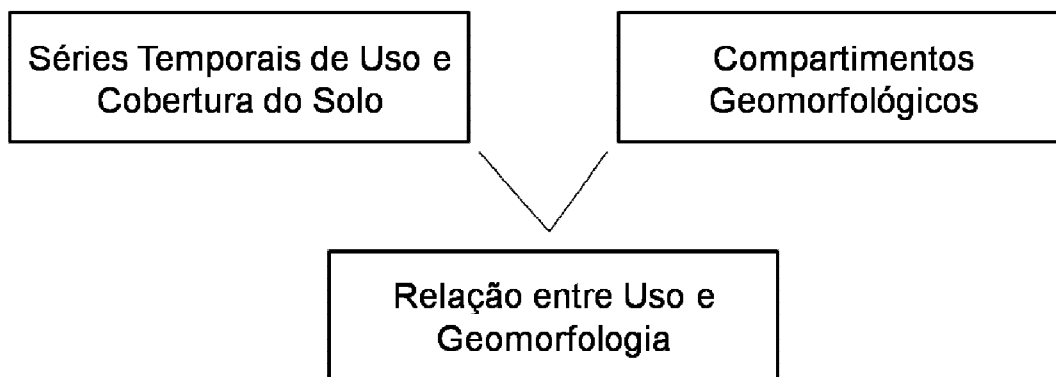 Séries Temporais de Uso e
Cobertura do Solo
Compartimentos
Geomorfológicos
Relação entre Uso e
Geomorfologia